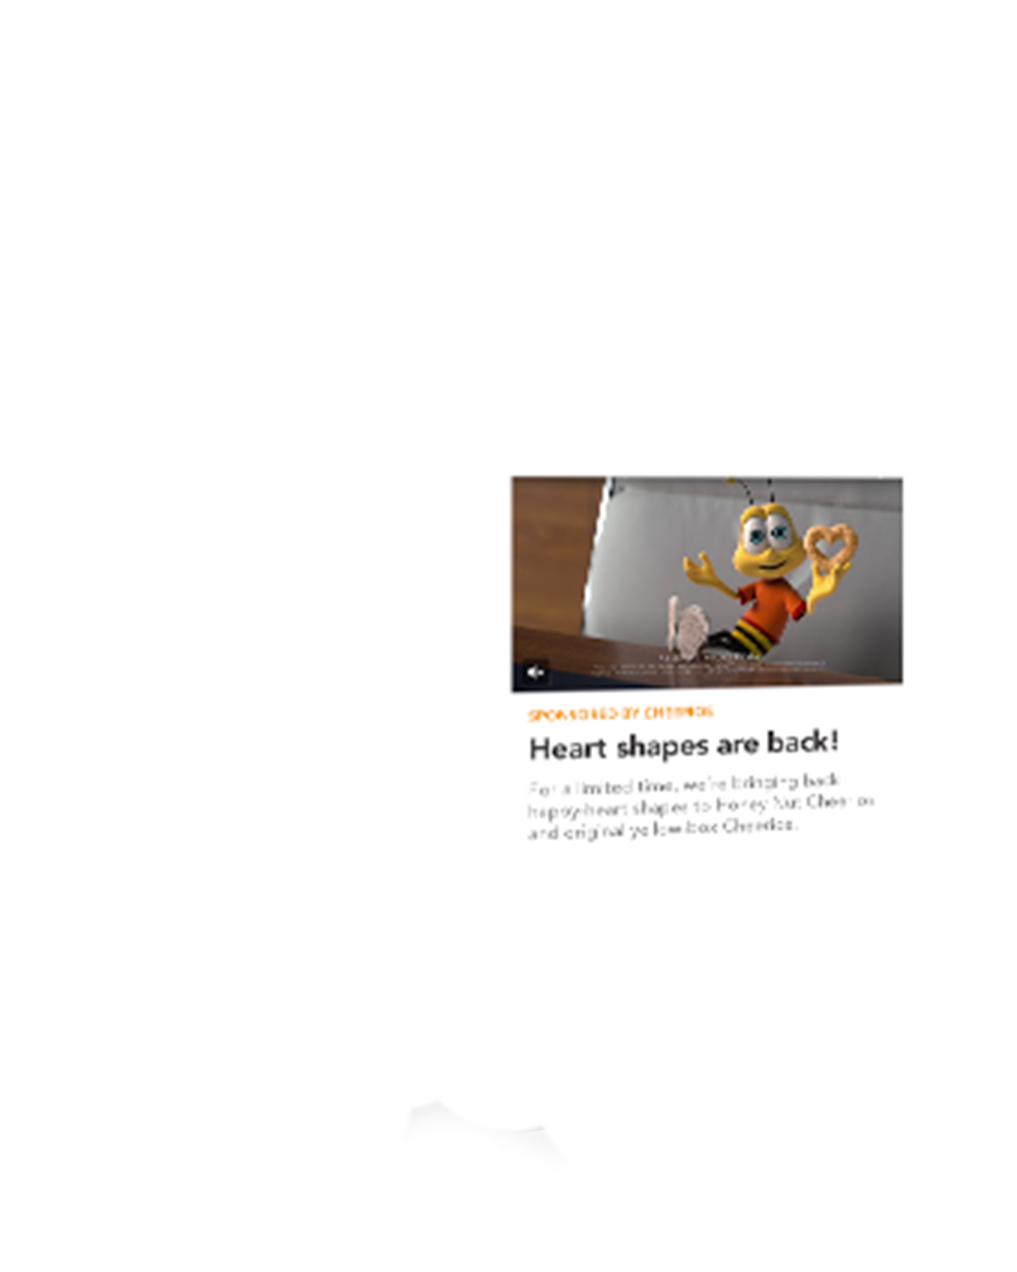 SPONSORED BY CHEERIOS
Heart shapes are back!
For a limited time, we're bringing back
happy-heart shapes to Honey Nut Cheerios
and original yellow-box Cheerios.